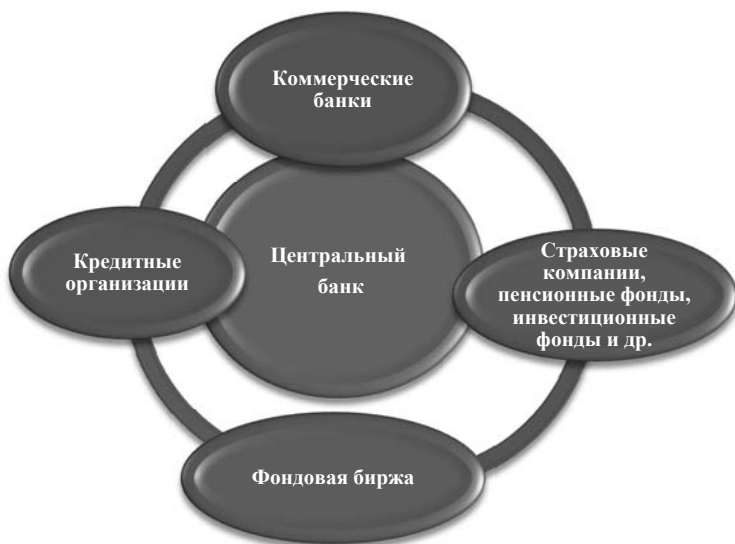 Коммерческие
банки
Кредитные
организации
Центральный
банк
Страховые
компании,
пенсионные фонды,
инвестиционные
фонды и др.
Фондовая биржа